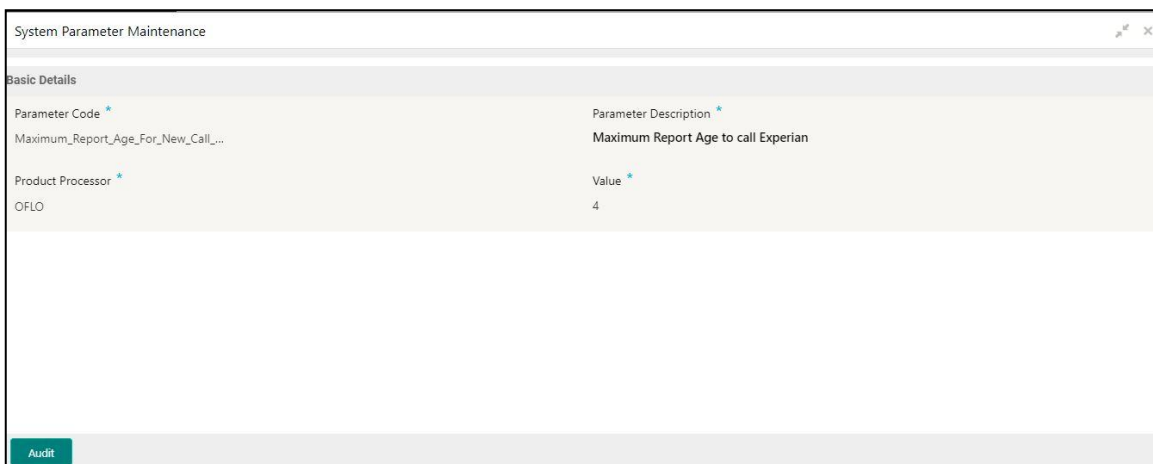 System Parameter Maintenance
Basic Details
Parameter Code *
Parameter Description *
Maximum_Report_Age_For_New_Call_...
Maximum Report Age to call Experian
Product Processor *
Value *
OFLO
4
Audit